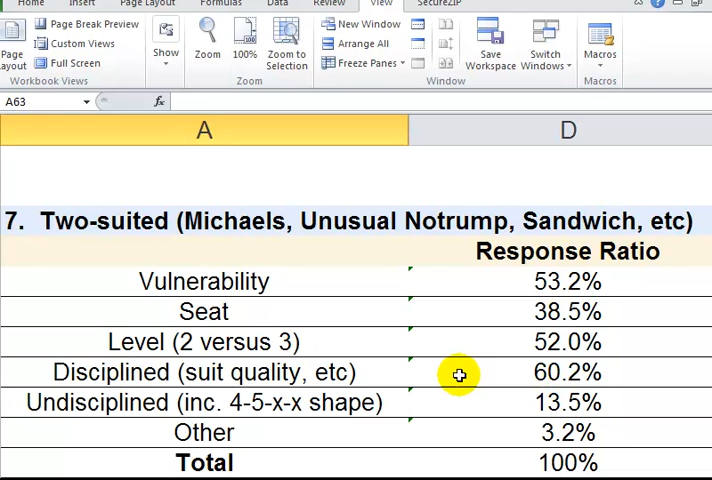 Home Insert Page Layout Formulas Data Review View SecureZIP
Page Layout
Page Break Preview
Custom Views
Full Screen
Workbook Views
Show
Zoom
100%
Zoom to Selection
Zoom
New Window
Arrange All
Freeze Panes
Window
Save Workspace
Switch Windows
Macros
Macros
A63 fx
A D
7. Two-suited (Michaels, Unusual Notrump, Sandwich, etc)
Response Ratio
Vulnerability 53.2%
Seat 38.5%
Level (2 versus 3) 52.0%
Disciplined (suit quality, etc) 60.2%
Undisciplined (inc. 4-5-x-x shape) 13.5%
Other 3.2%
Total 100%